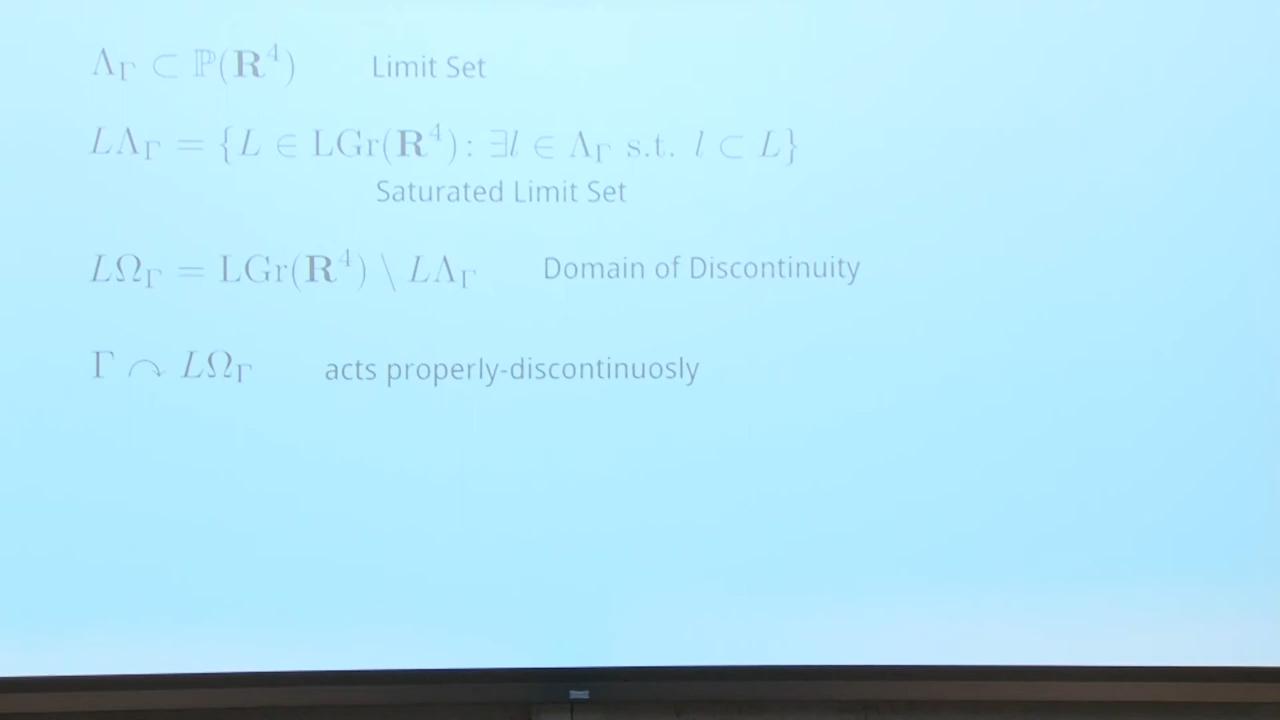 Λ_Γ ⊂ ℙ(𝐑⁴) Limit Set
LΛ_Γ = {L ∈ LGr(𝐑⁴): ∃l ∈ Λ_Γ s.t. l ⊂ L}
Saturated Limit Set
LΩ_Γ = LGr(𝐑⁴) \ LΛ_Γ Domain of Discontinuity
Γ ↷ LΩ_Γ acts properly-discontinuosly